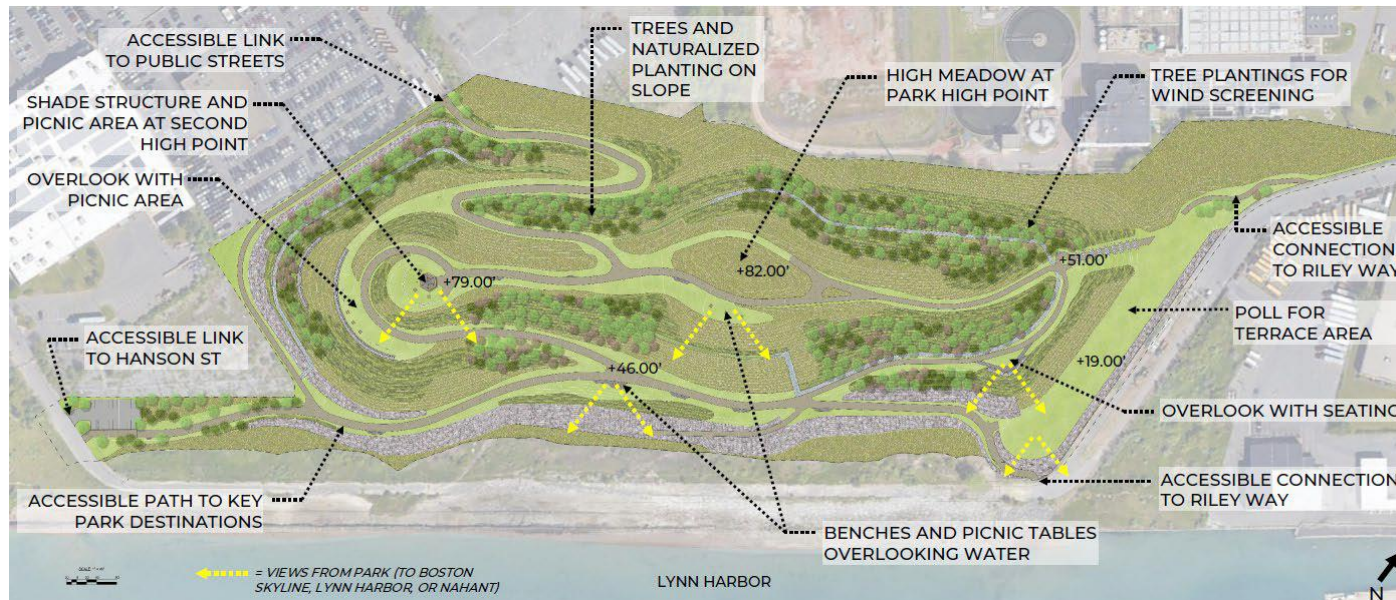 ACCESSIBLE LINK
TO PUBLIC STREETS
TREES AND
NATURALIZED
PLANTING ON
SLOPE
HIGH MEADOW AT
PARK HIGH POINT
TREE PLANTINGS FOR
WIND SCREENING
SHADE STRUCTURE AND
PICNIC AREA AT SECOND
HIGH POINT
OVERLOOK WITH
PICNIC AREA
ACCESSIBLE
CONNECTION
TO RILEY WAY
+51.00'
+82.00'
+79.00'
POLL FOR
TERRACE AREA
ACCESSIBLE LINK
TO HANSON ST
+19.00'
+46.00'
OVERLOOK WITH SEATING
ACCESSIBLE CONNECTION
TO RILEY WAY
ACCESSIBLE PATH TO KEY
PARK DESTINATIONS
BENCHES AND PICNIC TABLES
OVERLOOKING WATER
= VIEWS FROM PARK (TO BOSTON
SKYLINE, LYNN HARBOR, OR NAHANT)
LYNN HARBOR
N